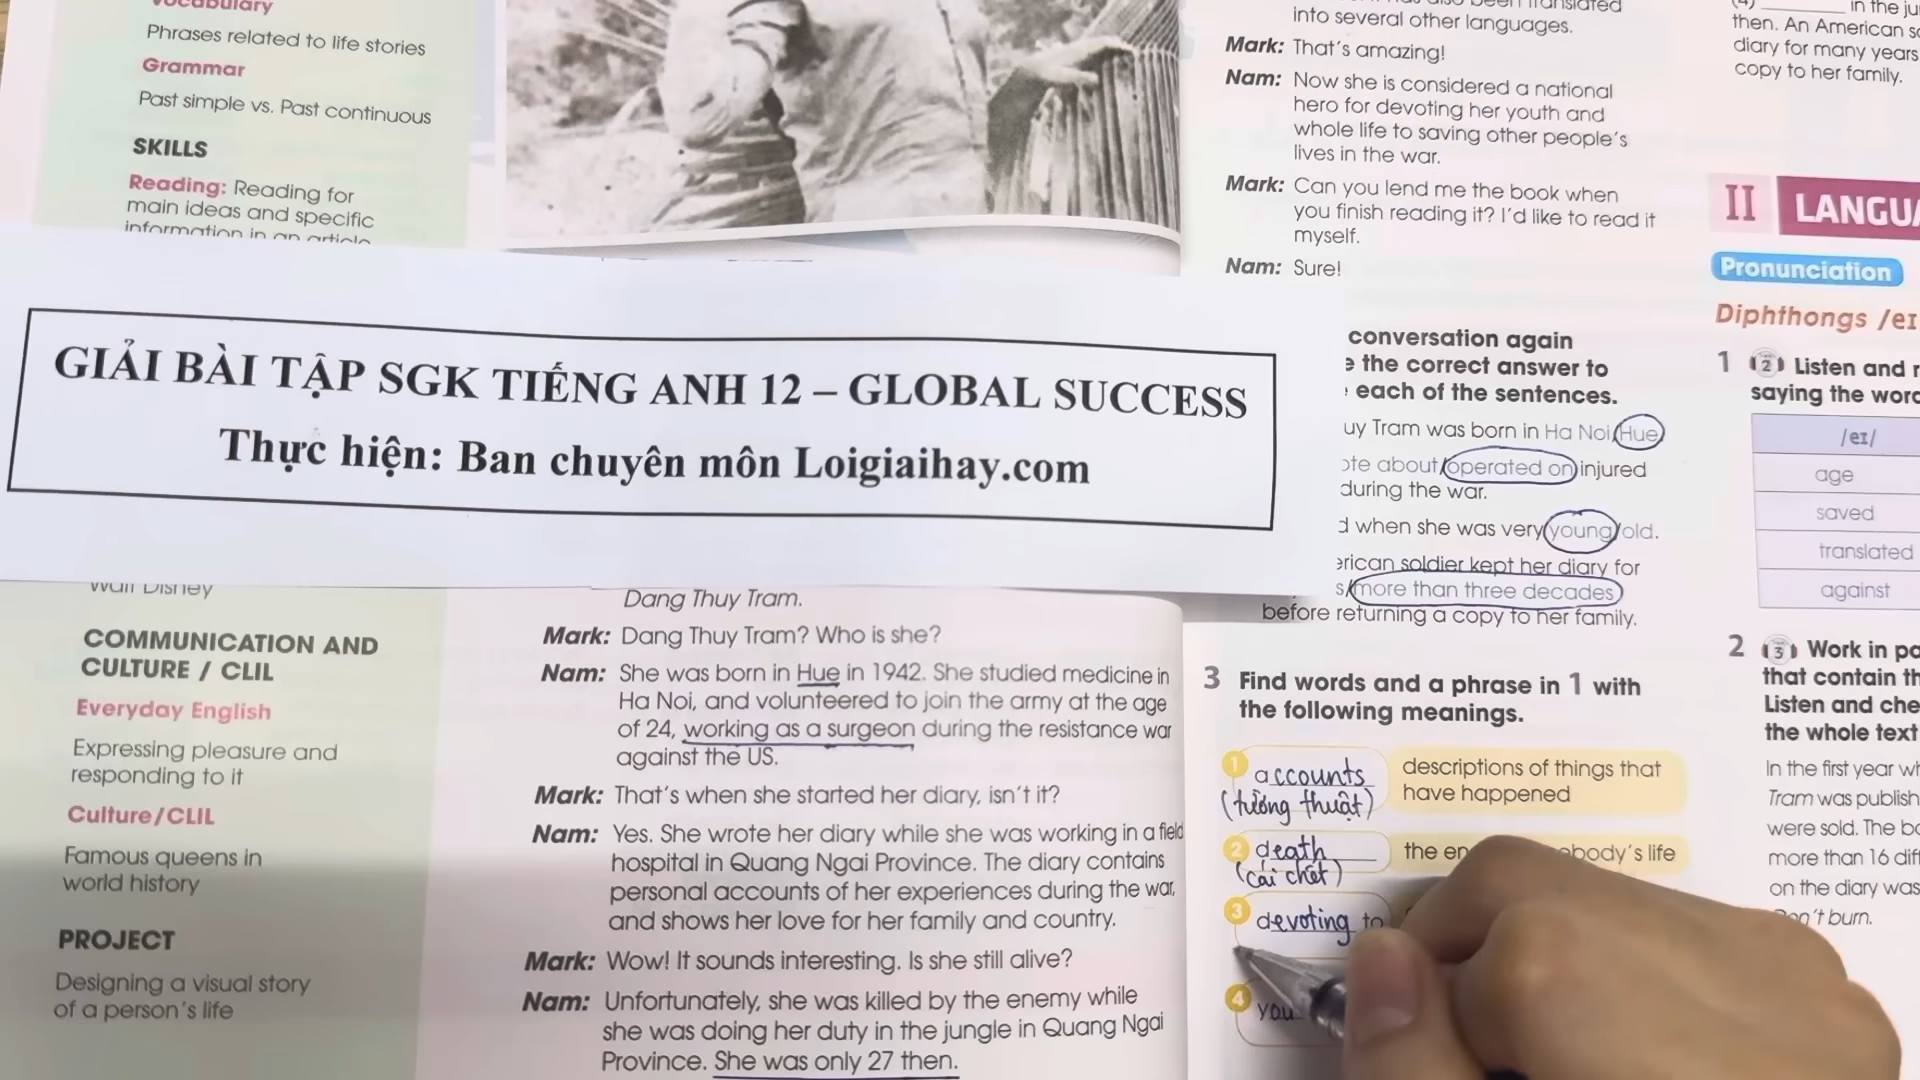 Vocabulary
Phrases related to life stories
Grammar
Past simple vs. Past continuous
SKILLS
Reading: Reading for
main ideas and specific
information in an article
GIẢI BÀI TẬP SGK TIẾNG ANH 12 – GLOBAL SUCCESS
Thực hiện: Ban chuyên môn Loigiaihay.com
Walt Disney
COMMUNICATION AND
CULTURE / CLIL
Everyday English
Expressing pleasure and
responding to it
Culture/CLIL
Famous queens in
world history
PROJECT
Designing a visual story
of a person's life
Dang Thuy Tram.
Mark: Dang Thuy Tram? Who is she?
Nam: She was born in Hue in 1942. She studied medicine in
Ha Noi, and volunteered to join the army at the age
of 24, working as a surgeon during the resistance war
against the US.
Mark: That's when she started her diary, isn't it?
Nam: Yes. She wrote her diary while she was working in a field
hospital in Quang Ngai Province. The diary contains
personal accounts of her experiences during the war,
and shows her love for her family and country.
Mark: Wow! It sounds interesting. Is she still alive?
Nam: Unfortunately, she was killed by the enemy while
she was doing her duty in the jungle in Quang Ngai
Province. She was only 27 then.
into several other languages.
Mark: That's amazing!
Nam: Now she is considered a national
hero for devoting her youth and
whole life to saving other people's
lives in the war.
Mark: Can you lend me the book when
you finish reading it? I'd like to read it
myself.
Nam: Sure!
conversation again
the correct answer to
each of the sentences.
uy Tram was born in Ha Noi/Hue
about/operated on injured
during the war.
when she was very young/old.
soldier kept her diary for
s/more than three decades
before returning a copy to her family.
3 Find words and a phrase in 1 with
the following meanings.
1 accounts
(tường thuật)
descriptions of things that
have happened
2 death
(cái chết)
the en body's life
3 devoting to
4 you
(4) ________ in the ju
then. An American so
diary for many years
copy to her family.
II LANGUA
Pronunciation
Diphthongs /eɪ
1 2 Listen and r
saying the word
/eɪ/
age
saved
translated
against
2 3 Work in pa
that contain th
Listen and che
the whole text
In the first year wh
Tram was publish
were sold. The bo
more than 16 diff
on the diary was
Don't burn.